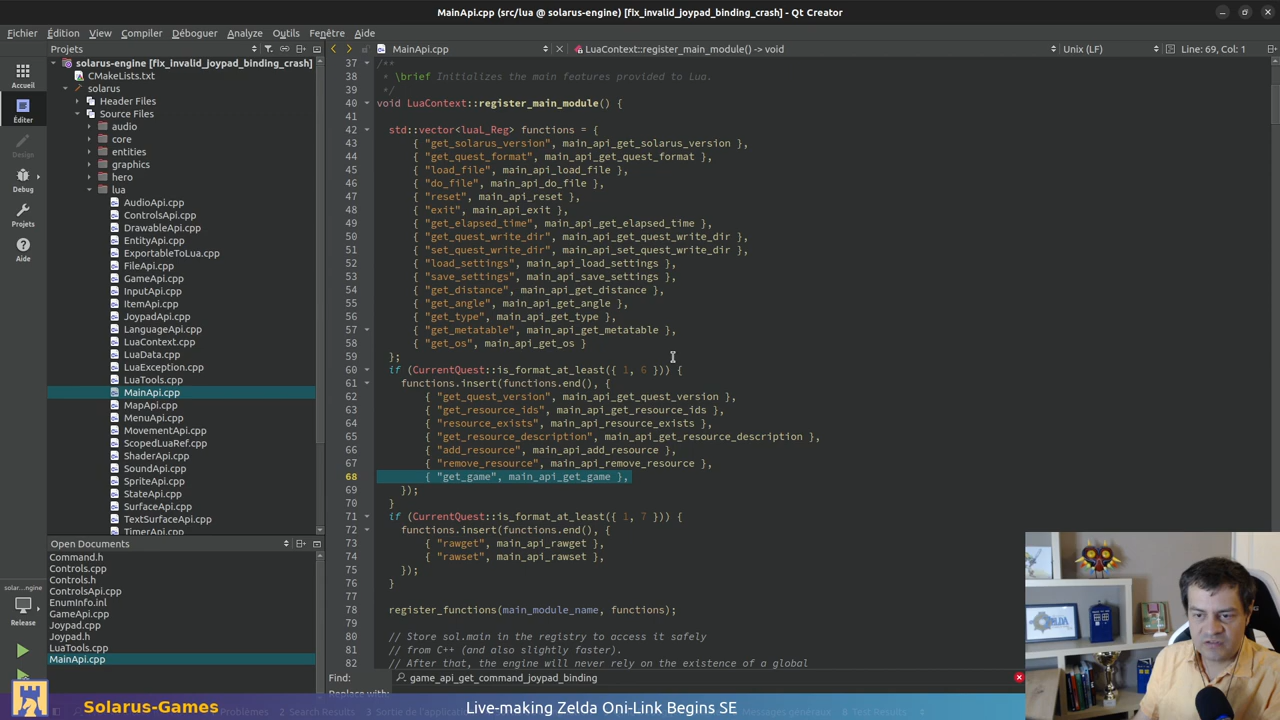 MainApi.cpp (src/lua @ solarus-engine) [fix_invalid_joypad_binding_crash] - Qt Creator
Fichier Édition View Compiler Déboguer Analyze Outils Fenêtre Aide
Projets
MainApi.cpp
LuaContext::register_main_module() -> void
Unix (LF)
Line: 69, Col: 1
Accueil
Éditer
Design
Debug
Projets
Aide
solar...ngine
Release
solarus-engine [fix_invalid_joypad_binding_crash]
CMakeLists.txt
solarus
Header Files
Source Files
audio
core
entities
graphics
hero
lua
AudioApi.cpp
ControlsApi.cpp
DrawableApi.cpp
EntityApi.cpp
ExportableToLua.cpp
FileApi.cpp
GameApi.cpp
InputApi.cpp
ItemApi.cpp
JoypadApi.cpp
LanguageApi.cpp
LuaContext.cpp
LuaData.cpp
LuaException.cpp
LuaTools.cpp
MainApi.cpp
MapApi.cpp
MenuApi.cpp
MovementApi.cpp
ScopedLuaRef.cpp
ShaderApi.cpp
SoundApi.cpp
SpriteApi.cpp
StateApi.cpp
SurfaceApi.cpp
TextSurfaceApi.cpp
TimerApi.cpp
Open Documents
Command.h
Controls.cpp
Controls.h
ControlsApi.cpp
EnumInfo.inl
GameApi.cpp
Joypad.cpp
Joypad.h
LuaTools.cpp
MainApi.cpp
37 /**
38 * \brief Initializes the main features provided to Lua.
39 */
40 void LuaContext::register_main_module() {
41
42 std::vector<luaL_Reg> functions = {
43 { "get_solarus_version", main_api_get_solarus_version },
44 { "get_quest_format", main_api_get_quest_format },
45 { "load_file", main_api_load_file },
46 { "do_file", main_api_do_file },
47 { "reset", main_api_reset },
48 { "exit", main_api_exit },
49 { "get_elapsed_time", main_api_get_elapsed_time },
50 { "get_quest_write_dir", main_api_get_quest_write_dir },
51 { "set_quest_write_dir", main_api_set_quest_write_dir },
52 { "load_settings", main_api_load_settings },
53 { "save_settings", main_api_save_settings },
54 { "get_distance", main_api_get_distance },
55 { "get_angle", main_api_get_angle },
56 { "get_type", main_api_get_type },
57 { "get_metatable", main_api_get_metatable },
58 { "get_os", main_api_get_os }
59 };
60 if (CurrentQuest::is_format_at_least({ 1, 6 })) {
61 functions.insert(functions.end(), {
62 { "get_quest_version", main_api_get_quest_version },
63 { "get_resource_ids", main_api_get_resource_ids },
64 { "resource_exists", main_api_resource_exists },
65 { "get_resource_description", main_api_get_resource_description },
66 { "add_resource", main_api_add_resource },
67 { "remove_resource", main_api_remove_resource },
68 { "get_game", main_api_get_game },
69 });
70 }
71 if (CurrentQuest::is_format_at_least({ 1, 7 })) {
72 functions.insert(functions.end(), {
73 { "rawget", main_api_rawget },
74 { "rawset", main_api_rawset },
75 });
76 }
77
78 register_functions(main_module_name, functions);
79
80 // Store sol.main in the registry to access it safely
81 // from C++ (and also slightly faster).
82 // After that, the engine will never rely on the existence of a global
Find: game_api_get_command_joypad_binding
Solarus-Games
Live-making Zelda Oni-Link Begins SE